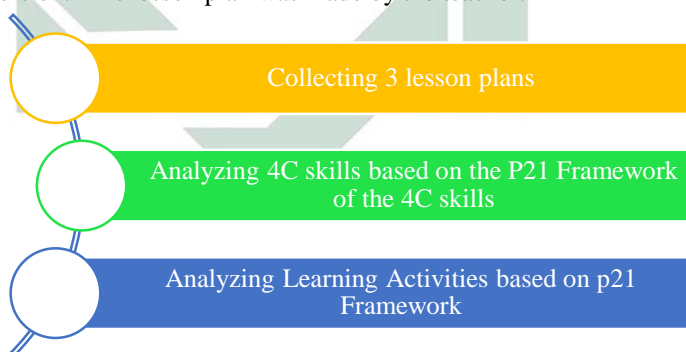 Collecting 3 lesson plans
Analyzing 4C skills based on the P21 Framework
of the 4C skills
Analyzing Learning Activities based on p21
Framework